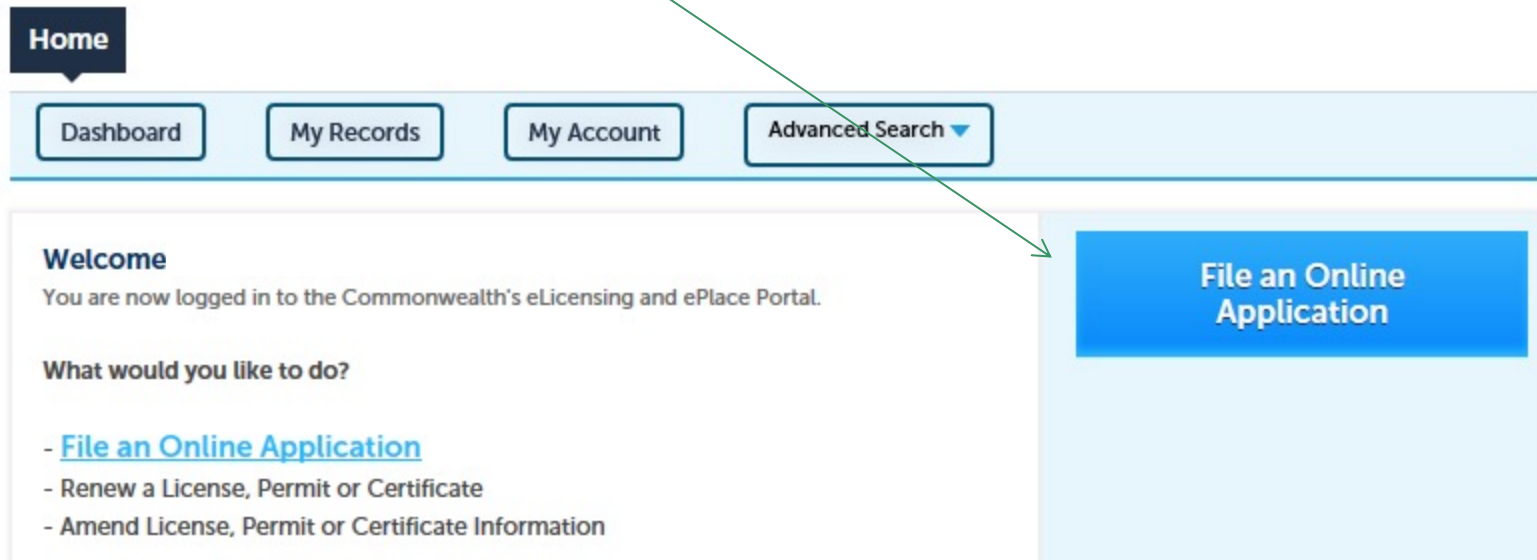 Home
Dashboard My Records My Account Advanced Search
Welcome
You are now logged in to the Commonwealth's eLicensing and ePlace Portal.
What would you like to do?
- File an Online Application
- Renew a License, Permit or Certificate
- Amend License, Permit or Certificate Information
File an Online
Application